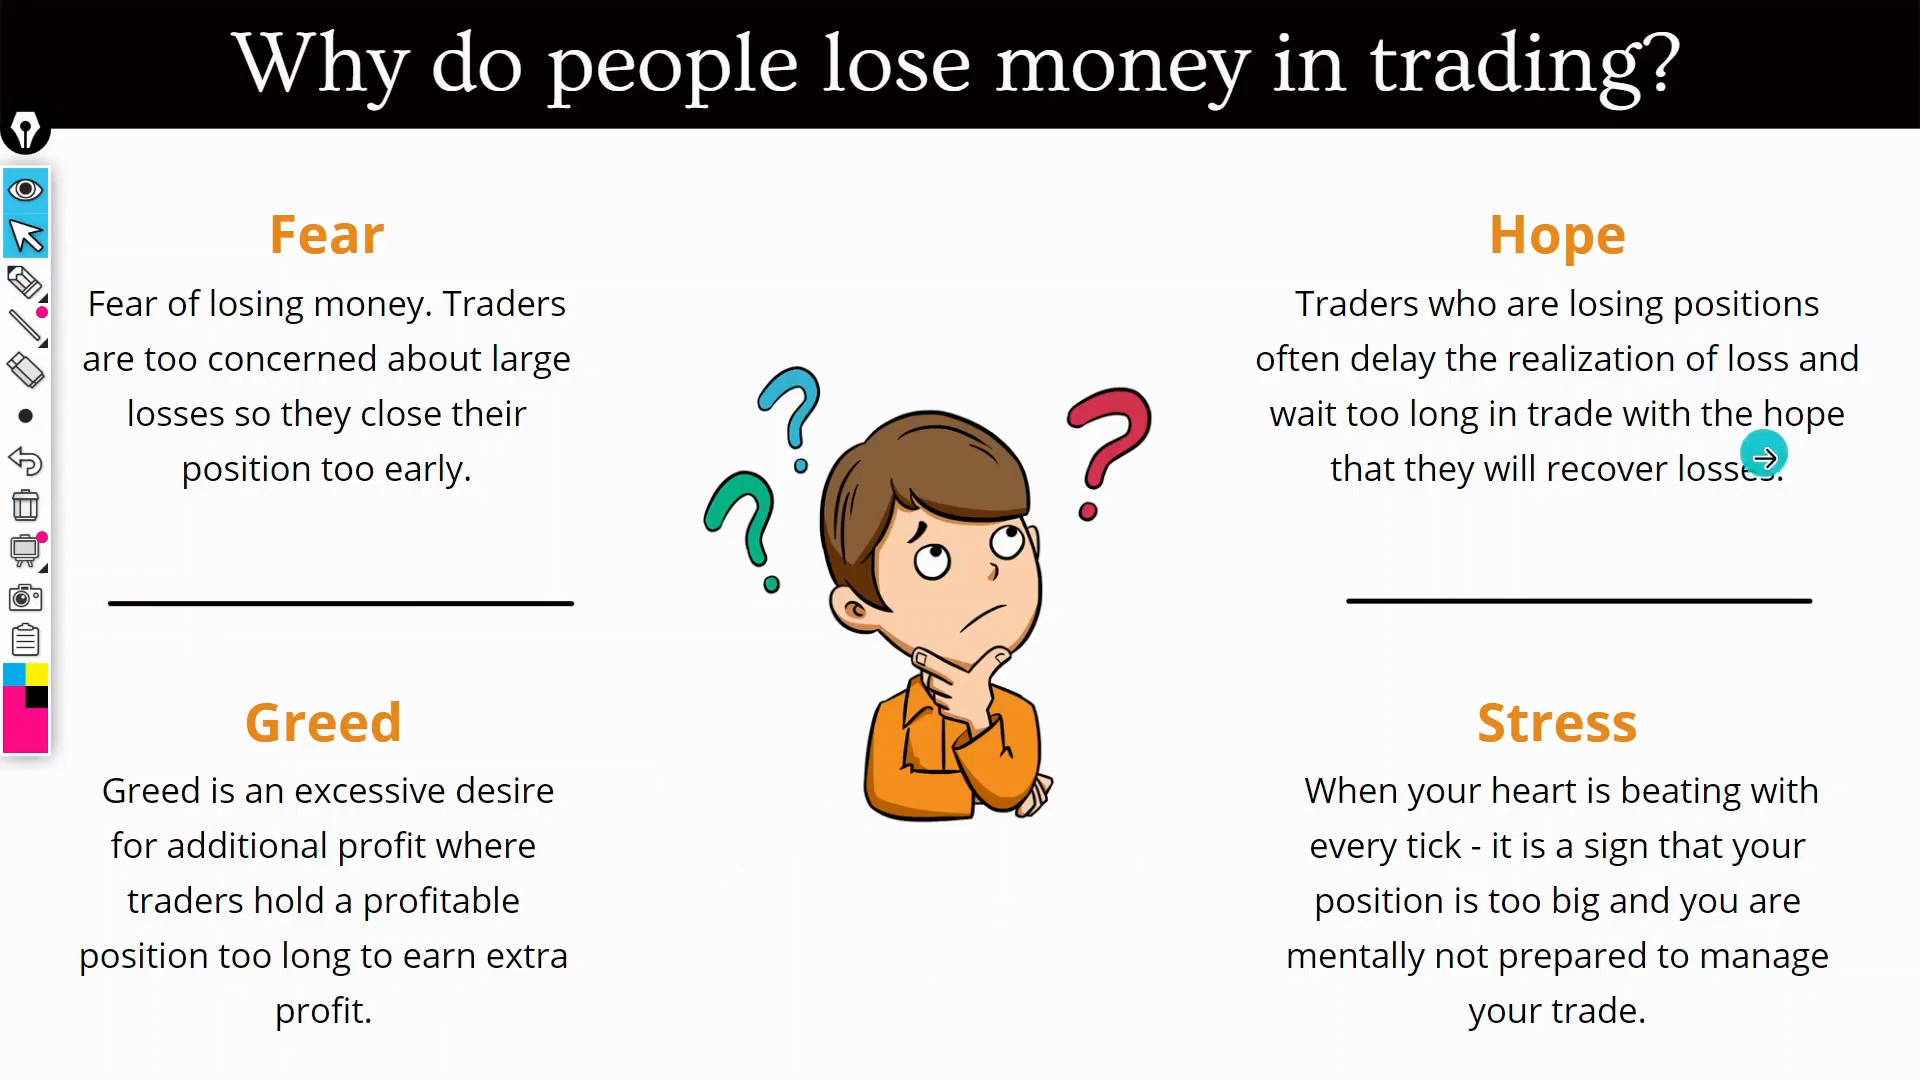 Why do people lose money in trading?
Fear
Fear of losing money. Traders
are too concerned about large
losses so they close their
position too early.
Hope
Traders who are losing positions
often delay the realization of loss and
wait too long in trade with the hope
that they will recover losses.
Greed
Greed is an excessive desire
for additional profit where
traders hold a profitable
position too long to earn extra
profit.
Stress
When your heart is beating with
every tick - it is a sign that your
position is too big and you are
mentally not prepared to manage
your trade.